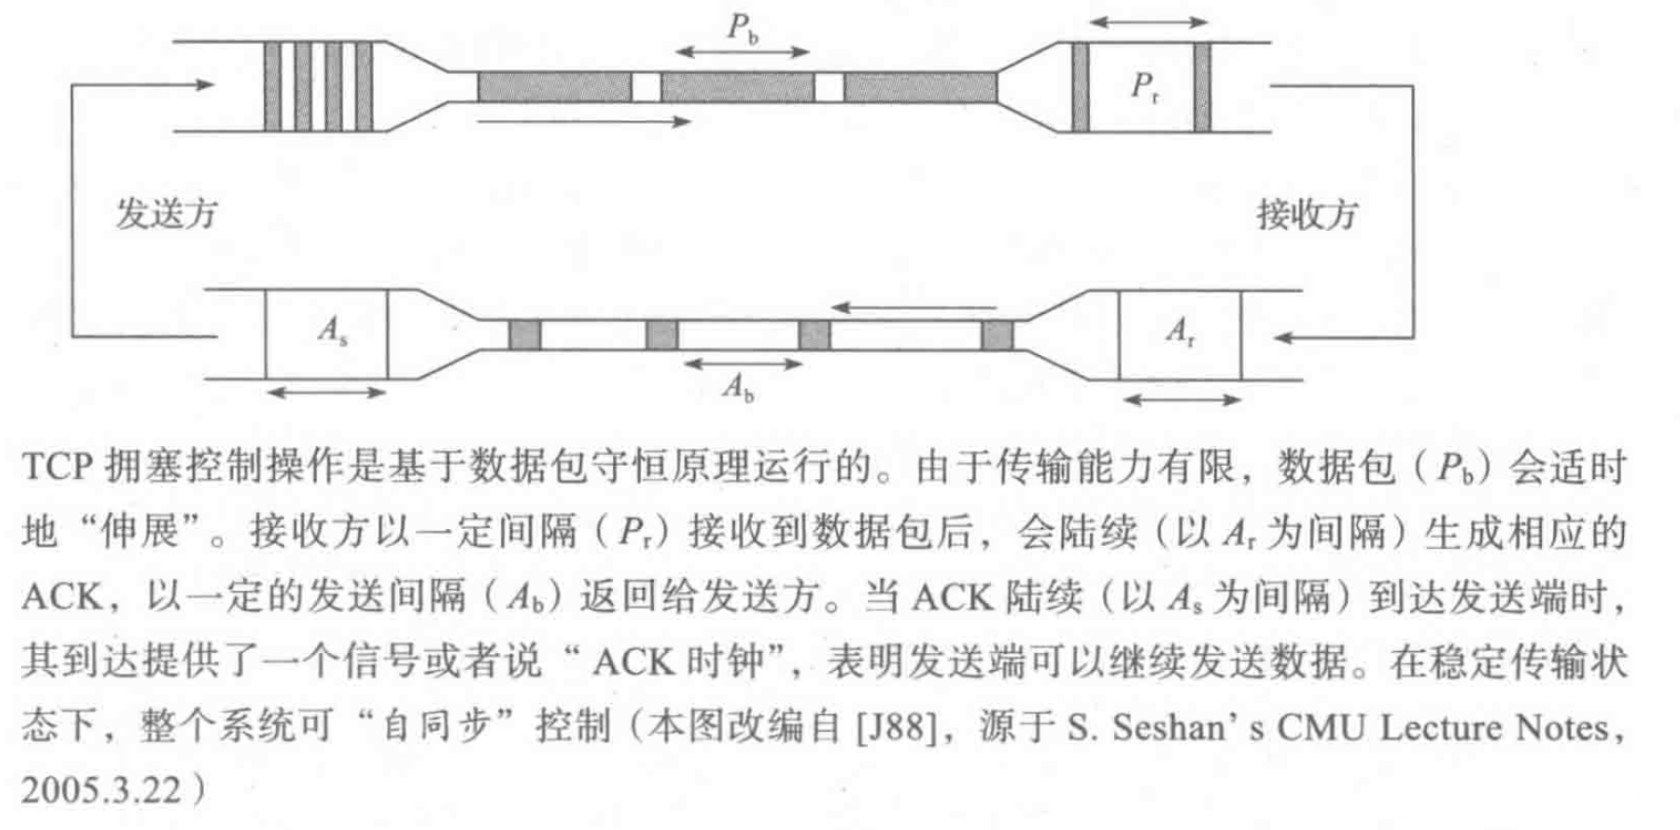 P_b
P_r
发送方
接收方
A_s
A_b
A_r
TCP 拥塞控制操作是基于数据包守恒原理运行的。由于传输能力有限，数据包（P_b）会适时
地“伸展”。接收方以一定间隔（P_r）接收到数据包后，会陆续（以 A_r 为间隔）生成相应的
ACK，以一定的发送间隔（A_b）返回给发送方。当 ACK 陆续（以 A_s 为间隔）到达发送端时，
其到达提供了一个信号或者说“ACK 时钟”，表明发送端可以继续发送数据。在稳定传输状
态下，整个系统可“自同步”控制（本图改编自 [J88]，源于 S. Seshan’s CMU Lecture Notes，
2005.3.22）